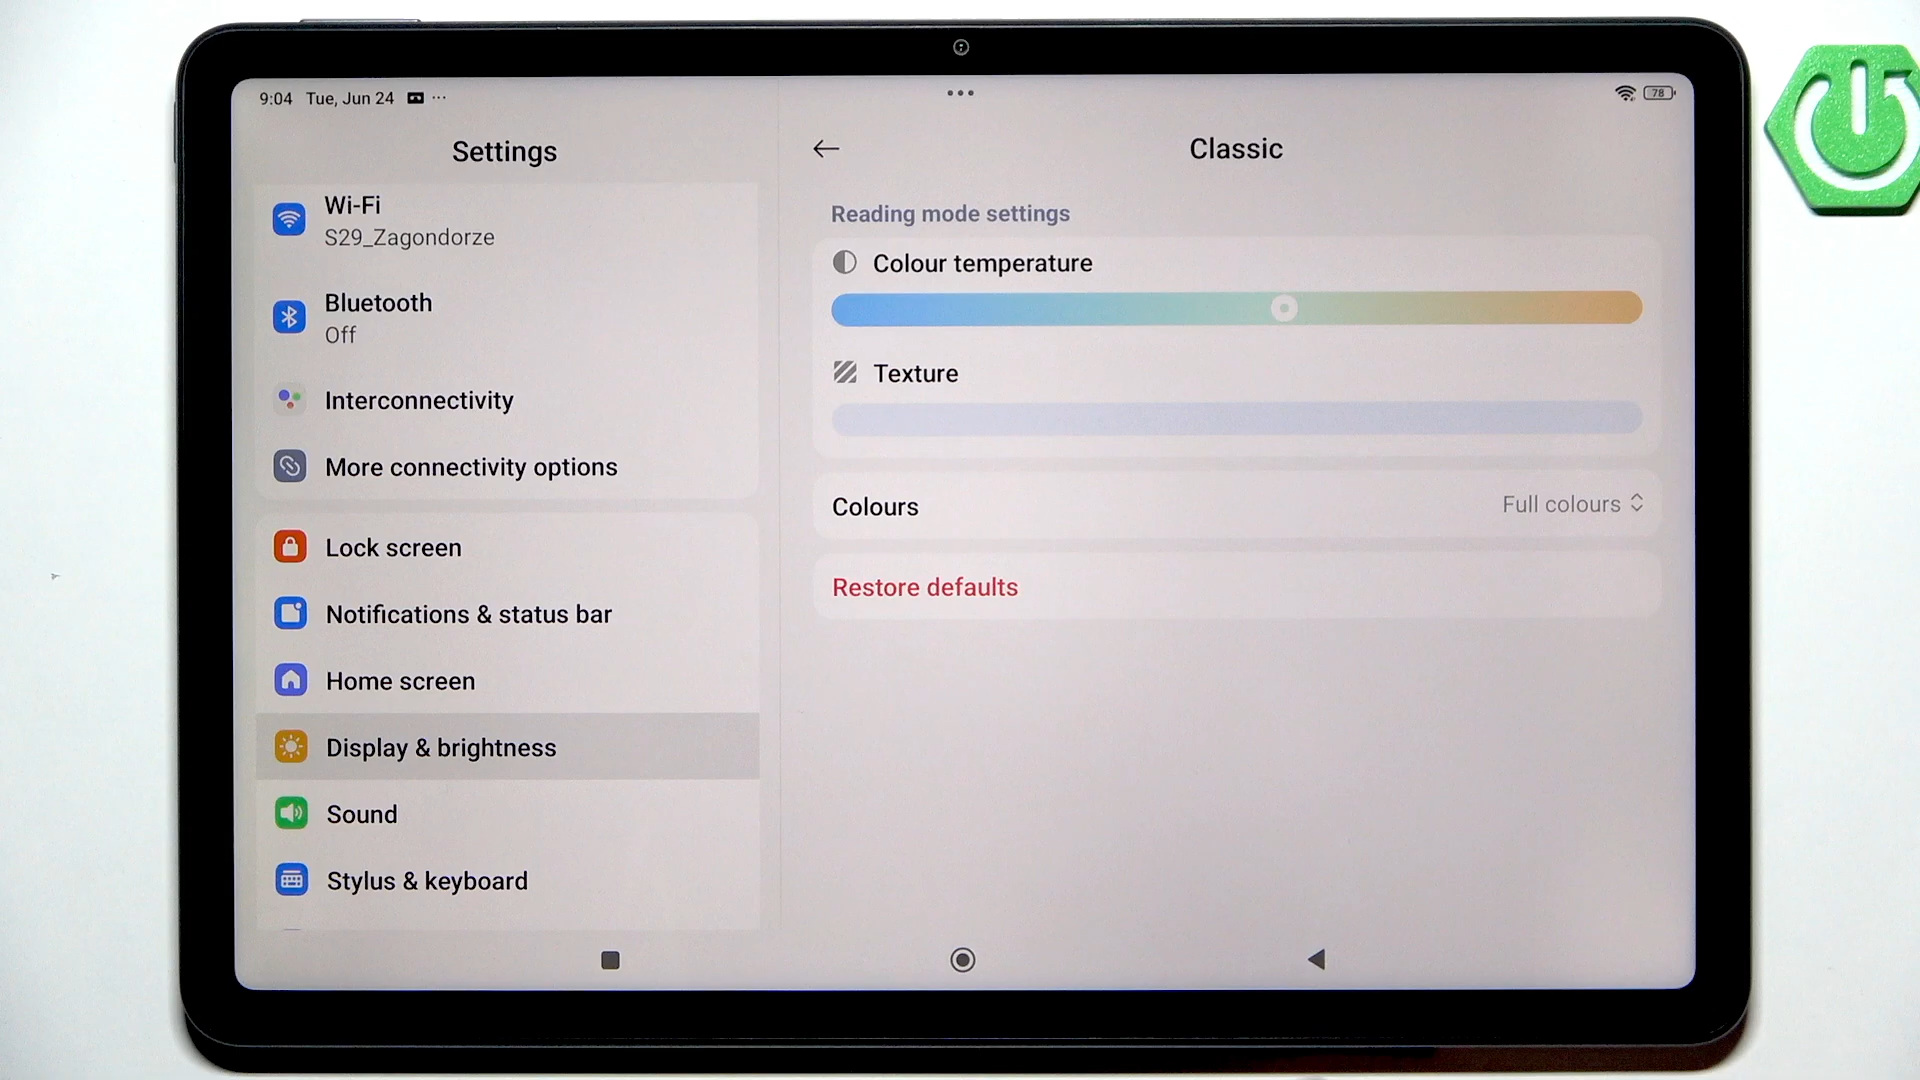 9:04 Tue, Jun 24 ···
78
Settings
Wi-Fi
S29_Zagondorze
Bluetooth
Off
Interconnectivity
More connectivity options
Lock screen
Notifications & status bar
Home screen
Display & brightness
Sound
Stylus & keyboard
Classic
Reading mode settings
Colour temperature
Texture
Colours
Full colours
Restore defaults